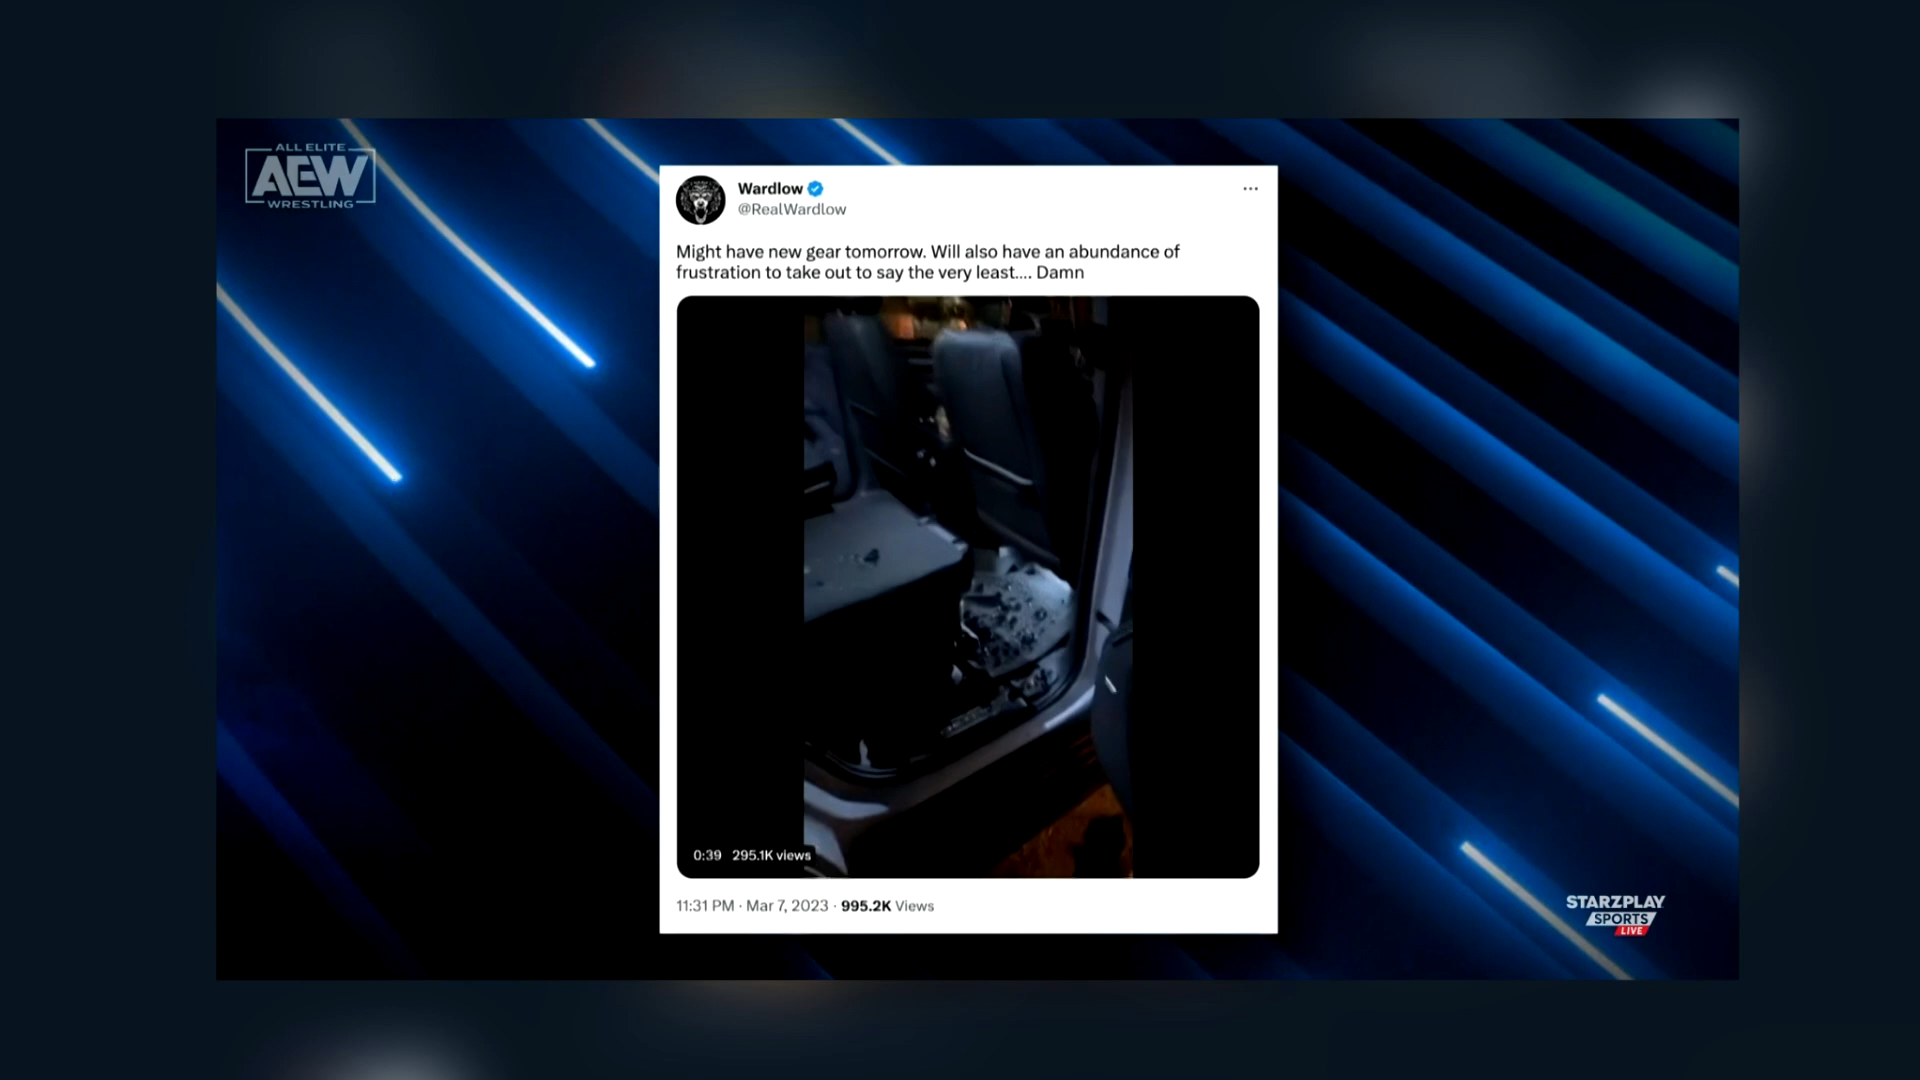 ALL ELITE
AEW
WRESTLING
Wardlow
@RealWardlow
Might have new gear tomorrow. Will also have an abundance of
frustration to take out to say the very least.... Damn
0:39 295.1K views
11:31 PM · Mar 7, 2023 · 995.2K Views
STARZPLAY
SPORTS
LIVE